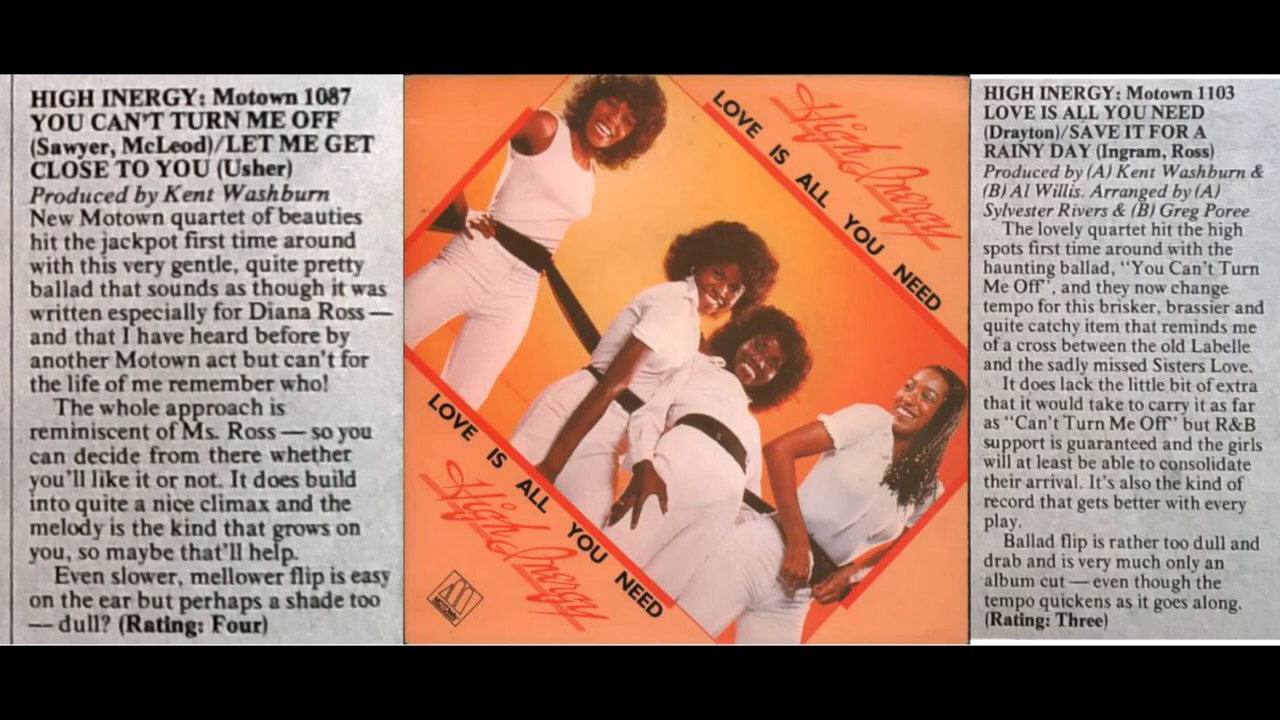 HIGH INERGY: Motown 1087
YOU CAN'T TURN ME OFF
(Sawyer, McLeod)/LET ME GET
CLOSE TO YOU (Usher)
Produced by Kent Washburn
New Motown quartet of beauties
hit the jackpot first time around
with this very gentle, quite pretty
ballad that sounds as though it was
written especially for Diana Ross —
and that I have heard before by
another Motown act but can't for
the life of me remember who!
The whole approach is
reminiscent of Ms. Ross — so you
can decide from there whether
you'll like it or not. It does build
into quite a nice climax and the
melody is the kind that grows on
you, so maybe that'll help.
Even slower, mellower flip is easy
on the ear but perhaps a shade too
— dull? (Rating: Four)
High Inergy
LOVE IS ALL YOU NEED
LOVE IS ALL YOU NEED
High Inergy
MOTOWN
HIGH INERGY: Motown 1103
LOVE IS ALL YOU NEED
(Drayton)/SAVE IT FOR A
RAINY DAY (Ingram, Ross)
Produced by (A) Kent Washburn &
(B) Al Willis. Arranged by (A)
Sylvester Rivers & (B) Greg Poree
The lovely quartet hit the high
spots first time around with the
haunting ballad, "You Can't Turn
Me Off", and they now change
tempo for this brisker, brassier and
quite catchy item that reminds me
of a cross between the old Labelle
and the sadly missed Sisters Love.
It does lack the little bit of extra
that it would take to carry it as far
as "Can't Turn Me Off" but R&B
support is guaranteed and the girls
will at least be able to consolidate
their arrival. It's also the kind of
record that gets better with every
play.
Ballad flip is rather too dull and
drab and is very much only an
album cut — even though the
tempo quickens as it goes along.
(Rating: Three)